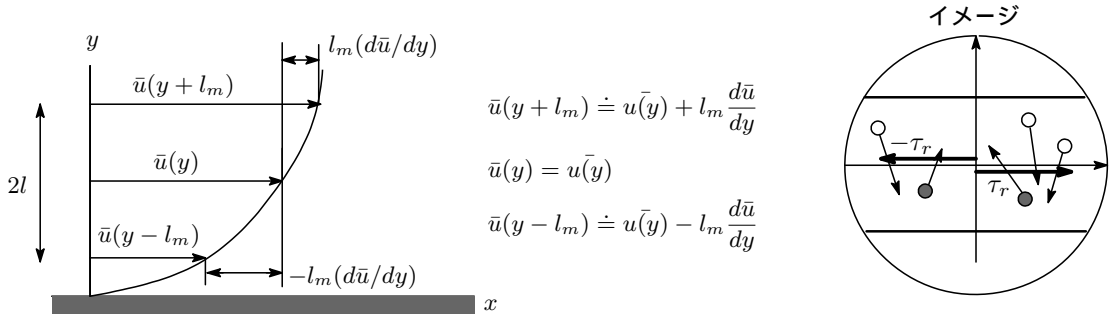 y
l_m(dū/dy)
ū(y + l_m)
ū(y)
2l
ū(y − l_m)
−l_m(dū/dy)
x
ū(y + l_m) ≐ u(̄y) + l_m dū/dy
ū(y) = u(̄y)
ū(y − l_m) ≐ u(̄y) − l_m dū/dy
イメージ
−τ_r
τ_r